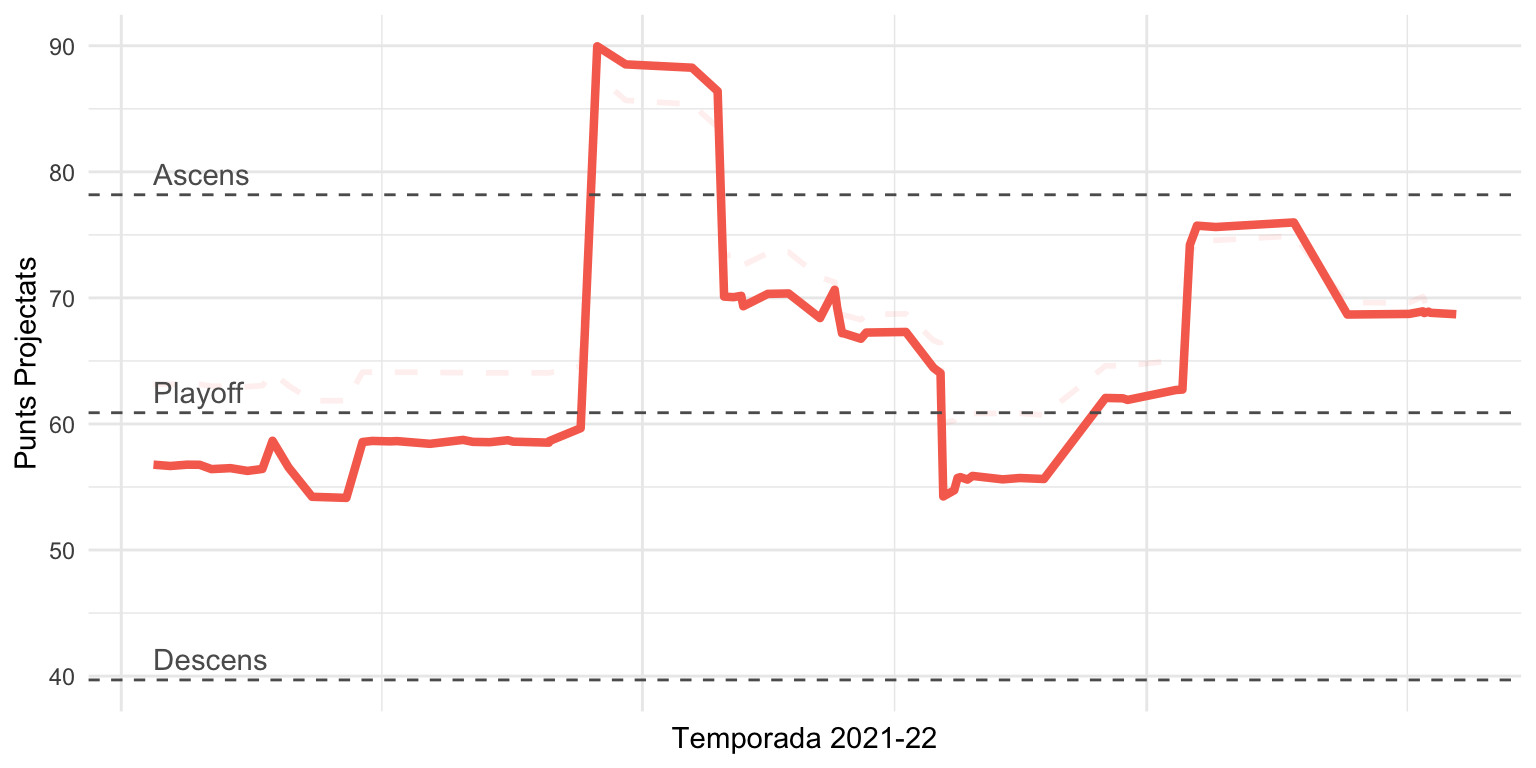 90
80
70
60
50
40
Ascens
Playoff
Descens
Punts Projectats
Temporada 2021-22